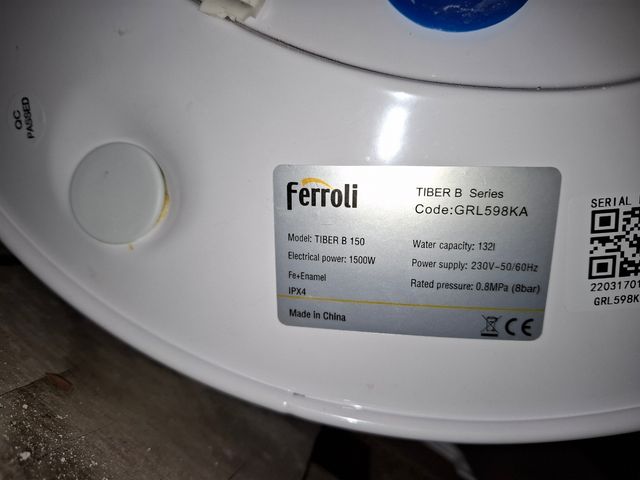 QC
PASSED
Ferroli
TIBER B Series
Code:GRL598KA
Model: TIBER B 150
Electrical power: 1500W
Fe+Enamel
IPX4
Made in China
Water capacity: 132l
Power supply: 230V~50/60Hz
Rated pressure: 0.8MPa (8bar)
CE
SERIAL
2203170
GRL598K